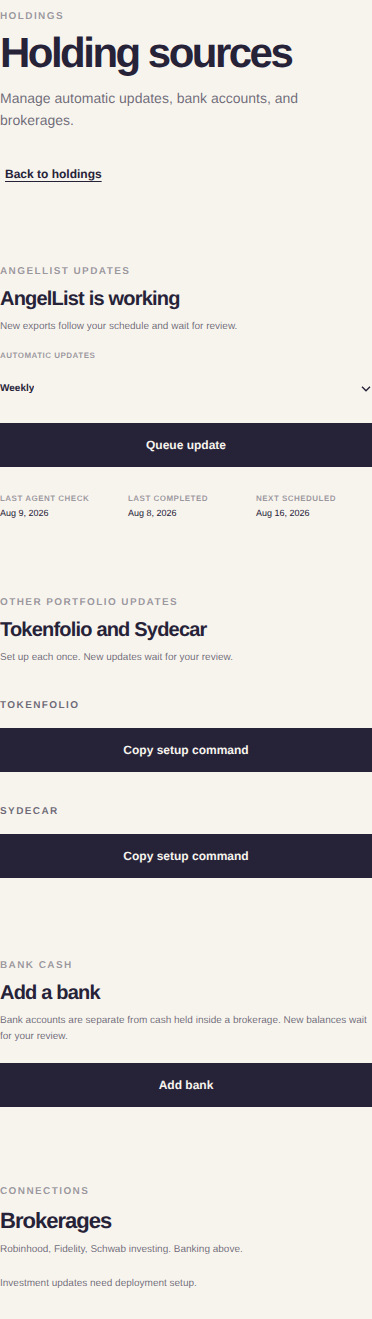 HOLDINGS
Holding sources
Manage automatic updates, bank accounts, and
brokerages.
Back to holdings
ANGELLIST UPDATES
AngelList is working
New exports follow your schedule and wait for review.
AUTOMATIC UPDATES
Weekly
Queue update
LAST AGENT CHECK
Aug 9, 2026
LAST COMPLETED
Aug 8, 2026
NEXT SCHEDULED
Aug 16, 2026
OTHER PORTFOLIO UPDATES
Tokenfolio and Sydecar
Set up each once. New updates wait for your review.
TOKENFOLIO
Copy setup command
SYDECAR
Copy setup command
BANK CASH
Add a bank
Bank accounts are separate from cash held inside a brokerage. New balances wait
for your review.
Add bank
CONNECTIONS
Brokerages
Robinhood, Fidelity, Schwab investing. Banking above.
Investment updates need deployment setup.